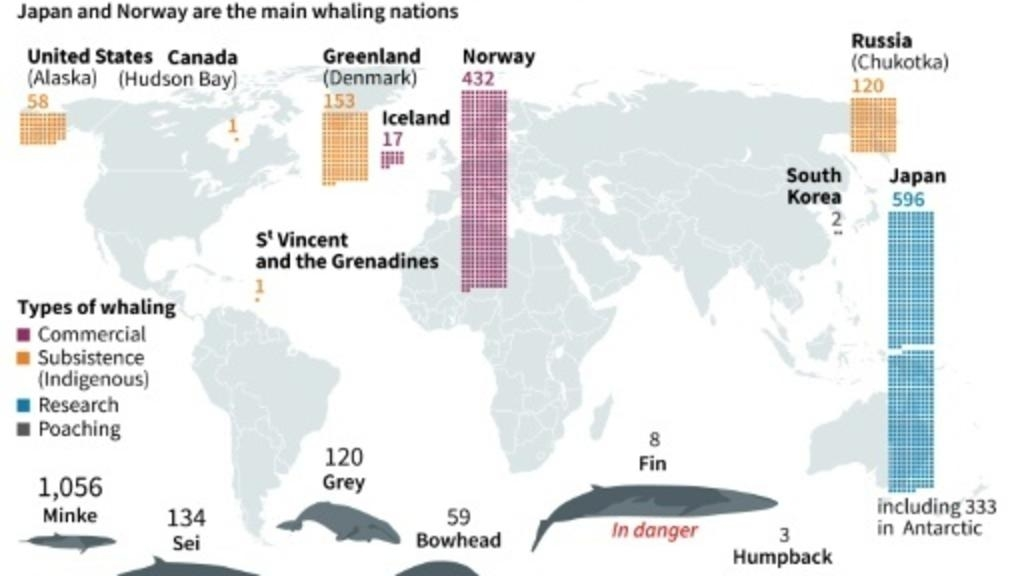 Japan and Norway are the main whaling nations
United States
(Alaska)
58
Canada
(Hudson Bay)
1
Greenland
(Denmark)
153
Iceland
17
Norway
432
Russia
(Chukotka)
120
South
Korea
2
Japan
596
including 333
in Antarctic
Sᵗ Vincent
and the Grenadines
1
Types of whaling
Commercial
Subsistence
(Indigenous)
Research
Poaching
1,056
Minke
134
Sei
120
Grey
59
Bowhead
8
Fin
In danger
3
Humpback